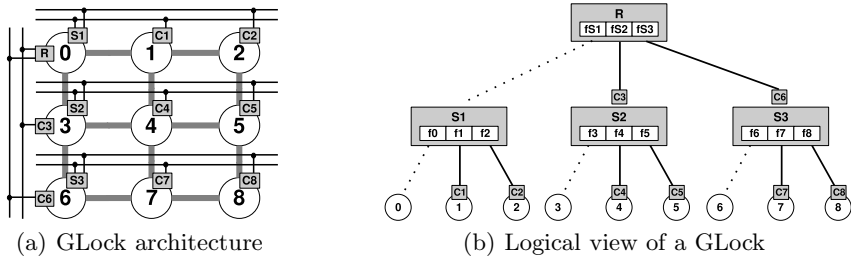 S1 C1 C2
R 0 1 2
S2 C4 C5
C3 3 4 5
S3 C7 C8
C6 6 7 8
(a) GLock architecture
R
fS1 fS2 fS3
C3 C6
S1 S2 S3
f0 f1 f2 f3 f4 f5 f6 f7 f8
C1 C2 C4 C5 C7 C8
0 1 2 3 4 5 6 7 8
(b) Logical view of a GLock